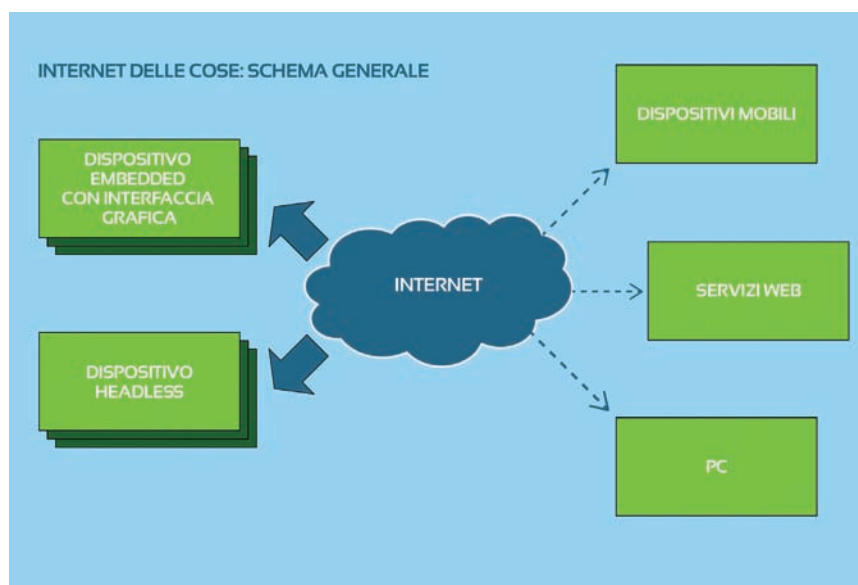 INTERNET DELLE COSE: SCHEMA GENERALE
DISPOSITIVO
EMBEDDED
CON INTERFACCIA
GRAFICA
DISPOSITIVO
HEADLESS
INTERNET
DISPOSITIVI MOBILI
SERVIZI WEB
PC